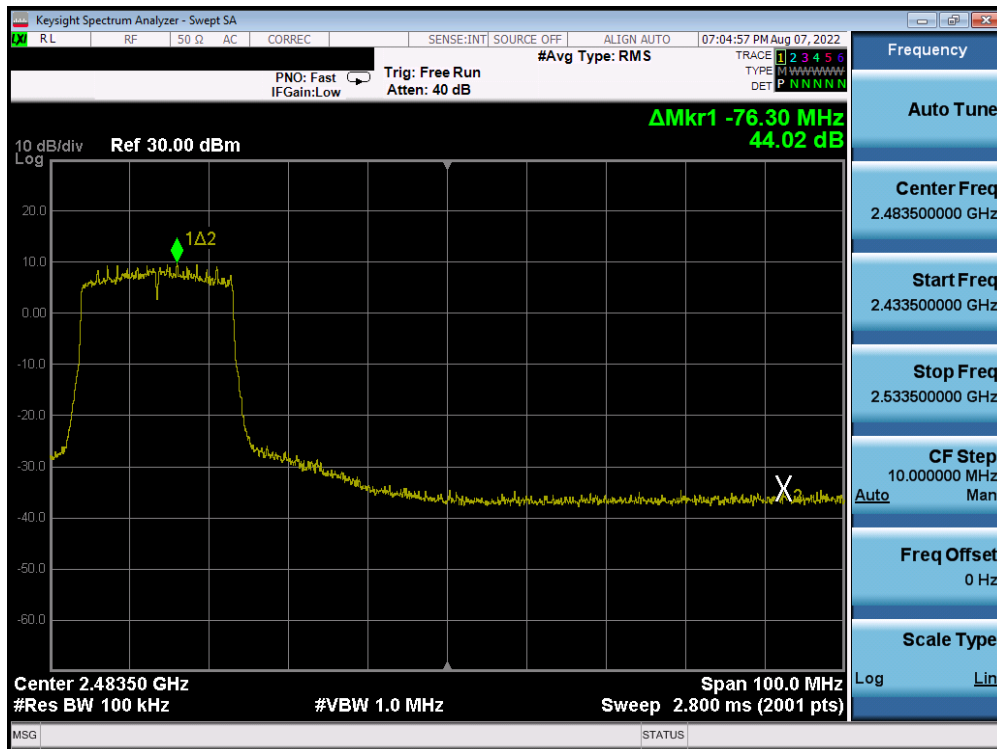 Keysight Spectrum Analyzer - Swept SA
LXI RL RF 50 Ω AC CORREC SENSE:INT SOURCE OFF ALIGN AUTO 07:04:57 PM Aug 07, 2022
#Avg Type: RMS
TRACE 1 2 3 4 5 6
PNO: Fast Trig: Free Run TYPE M W W W W W
IFGain:Low Atten: 40 dB DET P N N N N N
ΔMkr1 -76.30 MHz
44.02 dB
10 dB/div Ref 30.00 dBm
Log
20.0
1Δ2
10.0
0.00
-10.0
-20.0
-30.0
X2
-40.0
-50.0
-60.0
Center 2.48350 GHz Span 100.0 MHz
#Res BW 100 kHz #VBW 1.0 MHz Sweep 2.800 ms (2001 pts)
MSG STATUS
Frequency
Auto Tune
Center Freq
2.483500000 GHz
Start Freq
2.433500000 GHz
Stop Freq
2.533500000 GHz
CF Step
10.000000 MHz
Auto Man
Freq Offset
0 Hz
Scale Type
Log Lin